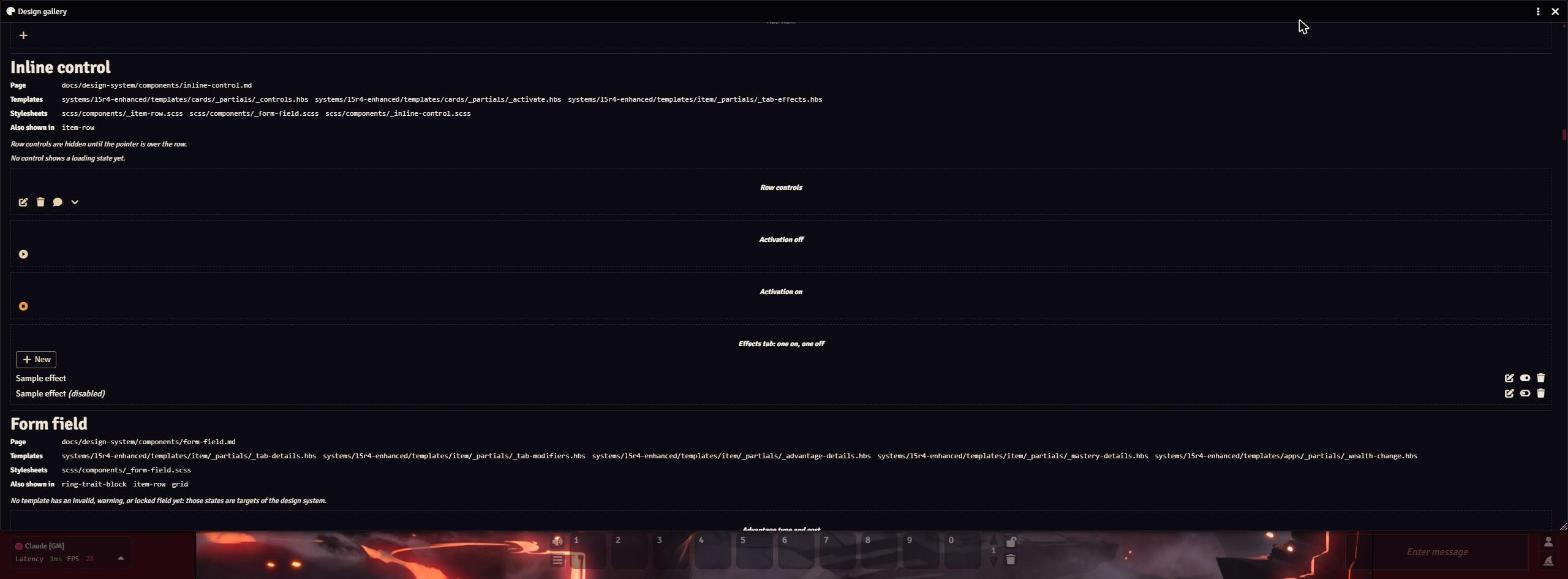 Design gallery
Inline control
Page docs/design-system/components/inline-control.md
Templates systems/l5r4-enhanced/templates/cards/_partials/_controls.hbs systems/l5r4-enhanced/templates/cards/_partials/_activate.hbs systems/l5r4-enhanced/templates/item/_partials/_tab-effects.hbs
Stylesheets scss/components/_item-row.scss scss/components/_form-field.scss scss/components/_inline-control.scss
Also shown in item-row
Row controls are hidden until the pointer is over the row.
No control shows a loading state yet.
Row controls
Activation off
Activation on
Effects tab: one on, one off
New
Sample effect
Sample effect (disabled)
Form field
Page docs/design-system/components/form-field.md
Templates systems/l5r4-enhanced/templates/item/_partials/_tab-details.hbs systems/l5r4-enhanced/templates/item/_partials/_tab-modifiers.hbs systems/l5r4-enhanced/templates/item/_partials/_advantage-details.hbs systems/l5r4-enhanced/templates/item/_partials/_mastery-details.hbs systems/l5r4-enhanced/templates/apps/_partials/_wealth-change.hbs
Stylesheets scss/components/_form-field.scss
Also shown in ring-trait-block item-row grid
No template has an invalid, warning, or locked field yet: those states are targets of the design system.
Advantage type and cost
Claude [GM]
Latency 3ms FPS 28
1 2 3 4 5 6 7 8 9 0
1
Enter message